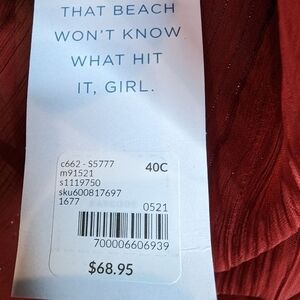 THAT BEACH
WON'T KNOW
WHAT HIT
IT, GIRL.
c662 - S5777
40C
m91521
s1119750
sku600817697
1677
0521
700006606939
$68.95